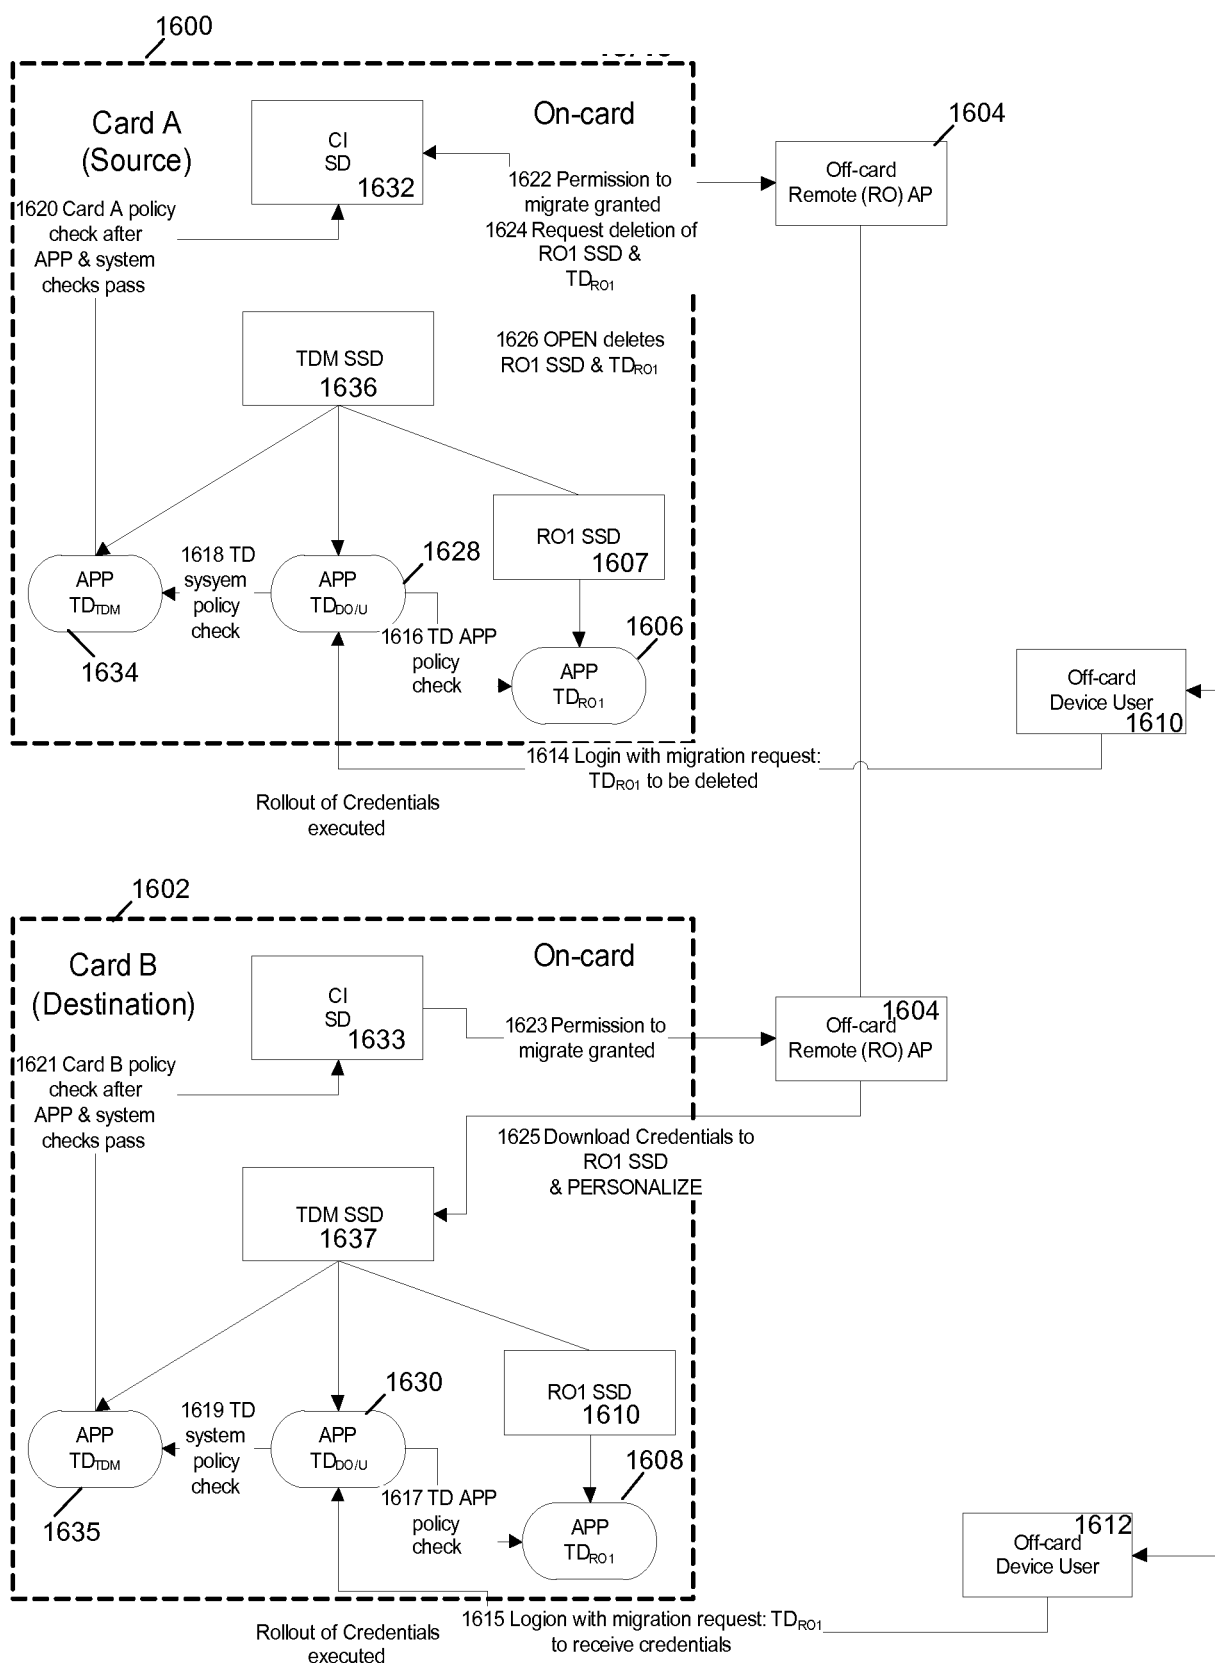 1600
Card A
(Source)
CI
SD
1632
On-card
1604
Off-card
Remote (RO) AP
1620 Card A policy
check after
APP & system
checks pass
1622 Permission to
migrate granted
1624 Request deletion of
RO1 SSD &
TDRO1
1626 OPEN deletes
RO1 SSD & TDRO1
TDM SSD
1636
RO1 SSD
1607
APP
TDTDM
1634
1618 TD
sysyem
policy
check
APP
TDDO/U
1628
1616 TD APP
policy
check
1606
APP
TDRO1
Off-card
Device User
1610
1614 Login with migration request:
TDRO1 to be deleted
Rollout of Credentials
executed
1602
Card B
(Destination)
CI
SD
1633
On-card
1604
Off-card
Remote (RO) AP
1621 Card B policy
check after
APP & system
checks pass
1623 Permission to
migrate granted
1625 Download Credentials to
RO1 SSD
& PERSONALIZE
TDM SSD
1637
RO1 SSD
1610
APP
TDTDM
1635
1619 TD
system
policy
check
APP
TDDO/U
1630
1617 TD APP
policy
check
1608
APP
TDRO1
1612
Off-card
Device User
1615 Logion with migration request: TDRO1
to receive credentials
Rollout of Credentials
executed